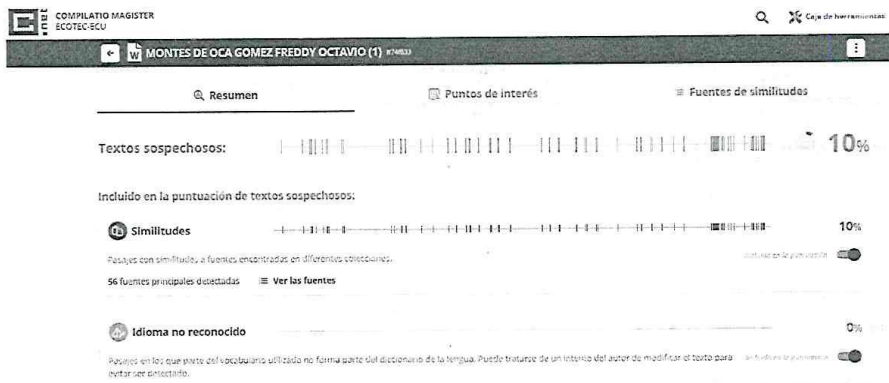 .net
COMPILATIO MAGISTER
ECOTEC-ECU
Caja de herramientas
MONTES DE OCA GOMEZ FREDDY OCTAVIO (1)
Resumen
Puntos de interés
Fuentes de similitudes
Textos sospechosos:
10%
Incluido en la puntuación de textos sospechosos:
Similitudes
10%
Pasajes con similitudes a fuentes encontradas en diferentes colecciones.
56 fuentes principales detectadas
Ver las fuentes
Idioma no reconocido
0%
Pasajes en los que parte del vocabulario utilizado no forma parte del diccionario de la lengua. Puede tratarse de un intento del autor de modificar el texto para
evitar ser detectado.